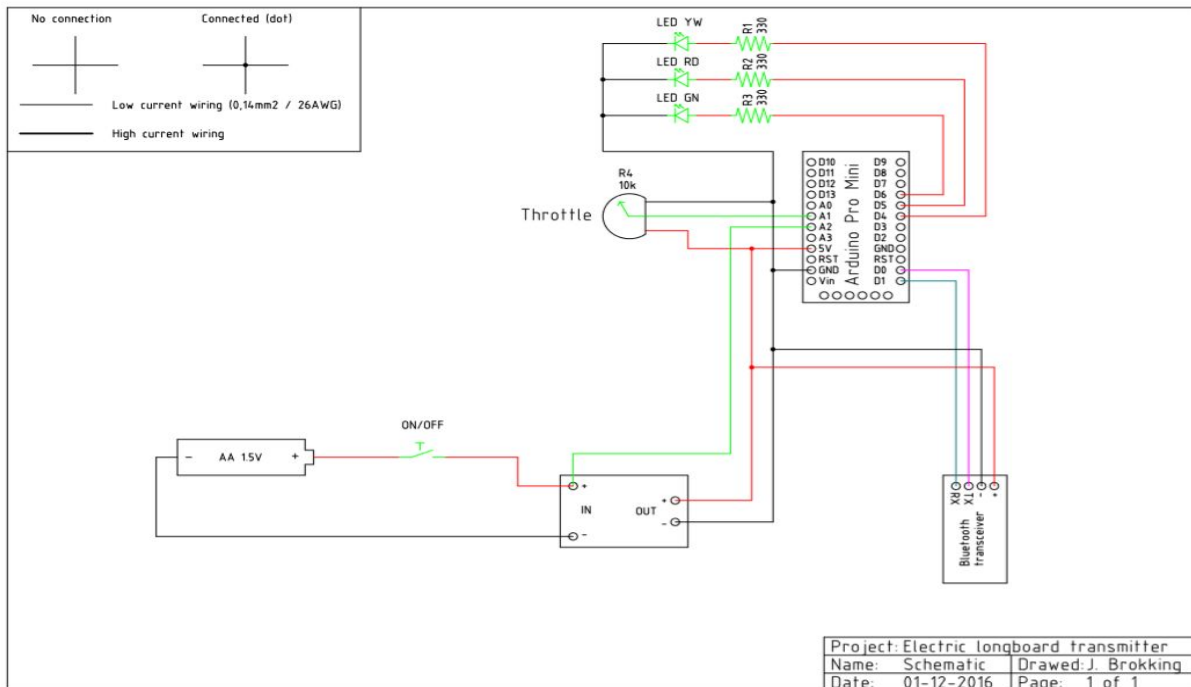 No connection
Connected (dot)
Low current wiring (0,14mm2 / 26AWG)
High current wiring
LED YW
R1
330
LED RD
R2
330
LED GN
R3
330
R4
10k
Throttle
Arduino Pro Mini
D10
D11
D12
D13
A0
A1
A2
A3
5V
RST
GND
Vin
D9
D8
D7
D6
D5
D4
D3
D2
GND
RST
D0
D1
ON/OFF
- AA 1.5V +
+
IN
-
+
OUT
-
RX
TX
-
+
Bluetooth
transceiver
Project: Electric longboard transmitter
Name: Schematic Drawed: J. Brokking
Date: 01-12-2016 Page: 1 of 1